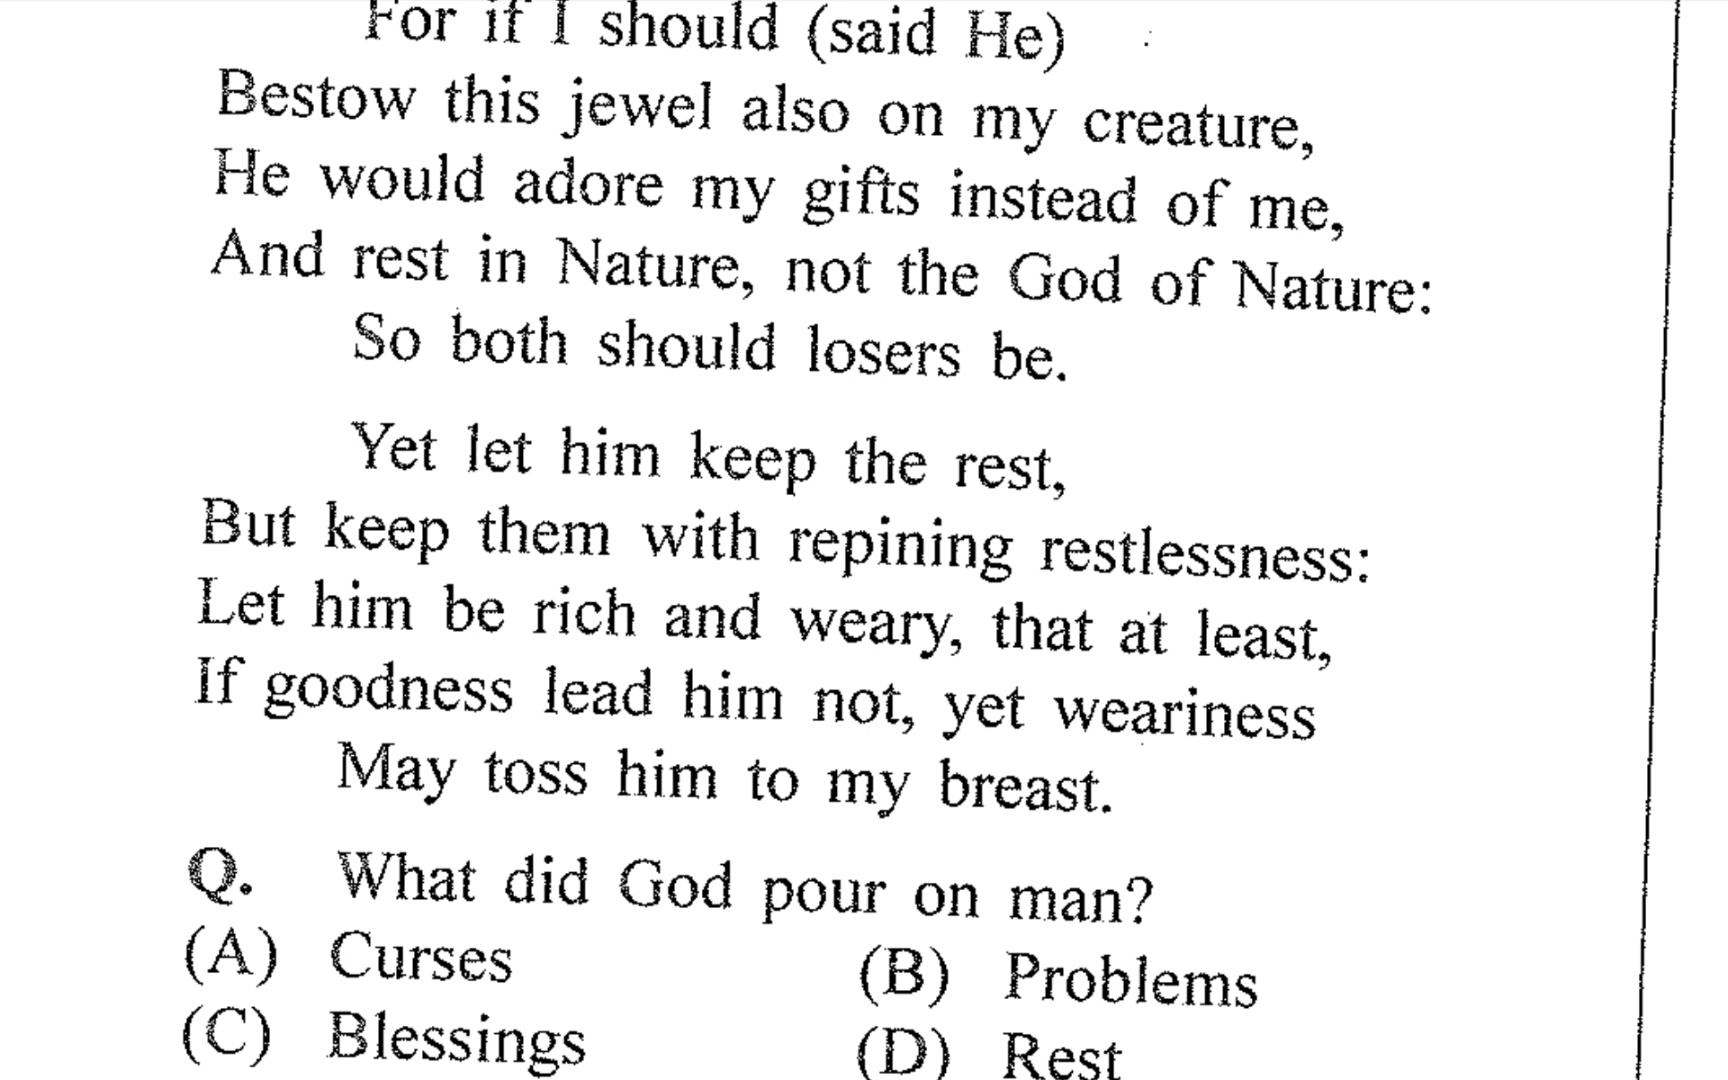 For if I should (said He)
Bestow this jewel also on my creature,
He would adore my gifts instead of me,
And rest in Nature, not the God of Nature:
So both should losers be.
Yet let him keep the rest,
But keep them with repining restlessness:
Let him be rich and weary, that at least,
If goodness lead him not, yet weariness
May toss him to my breast.
Q. What did God pour on man?
(A) Curses (B) Problems
(C) Blessings (D) Rest